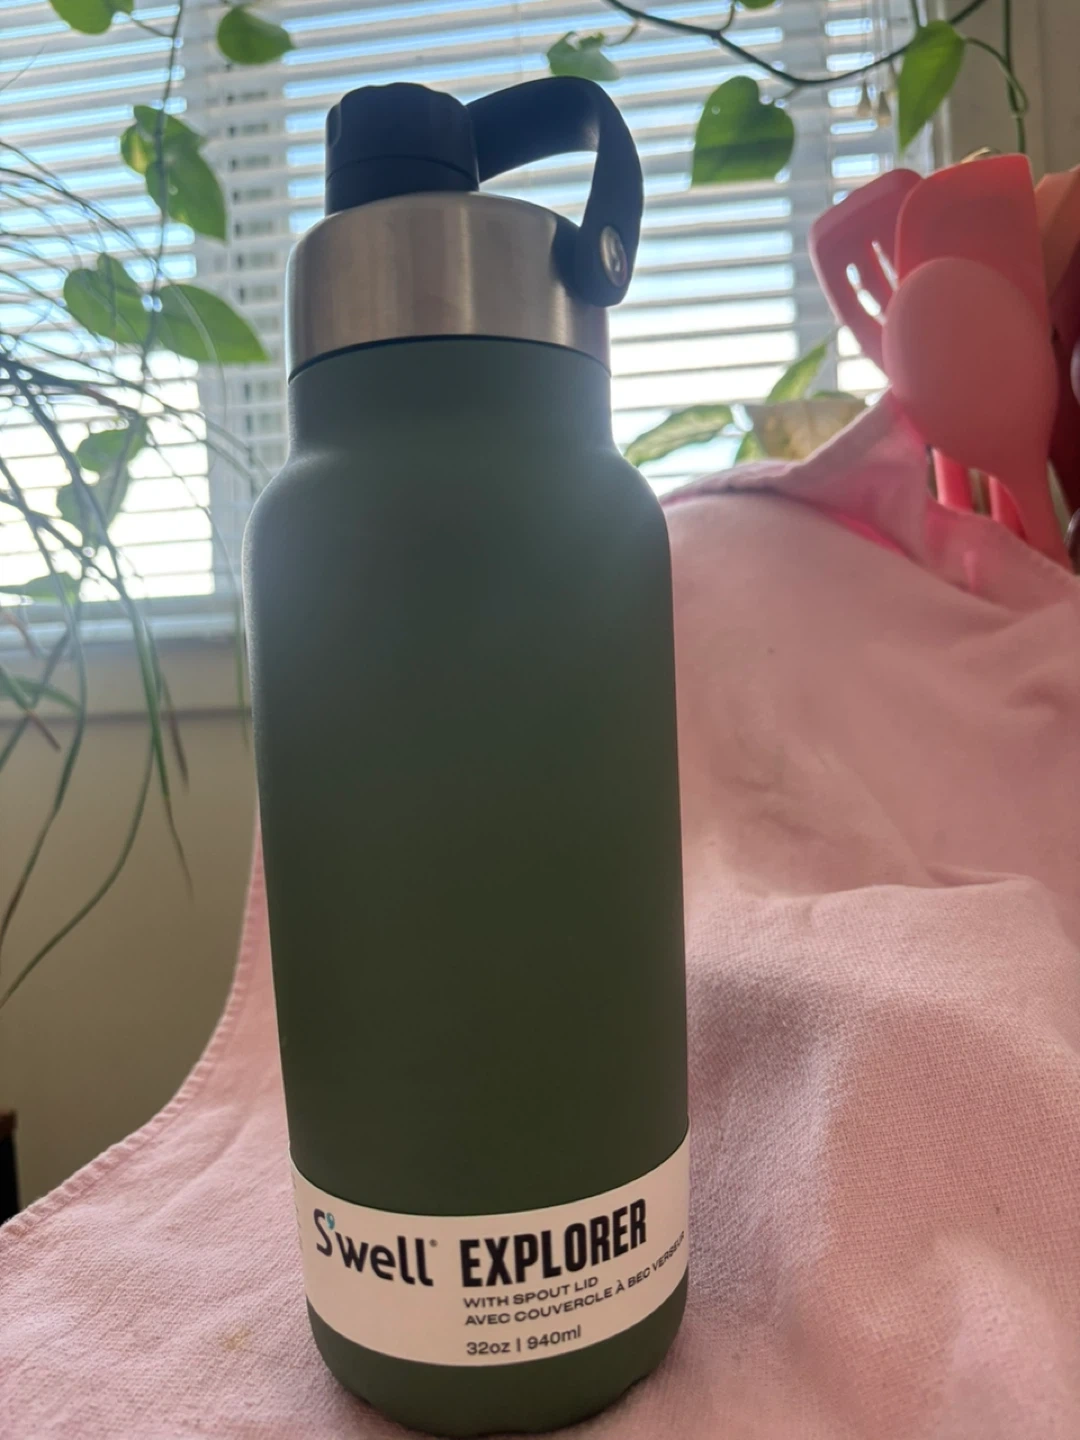 S'well® EXPLORER
WITH SPOUT LID
AVEC COUVERCLE À BEC VERSEUR
32oz | 940ml